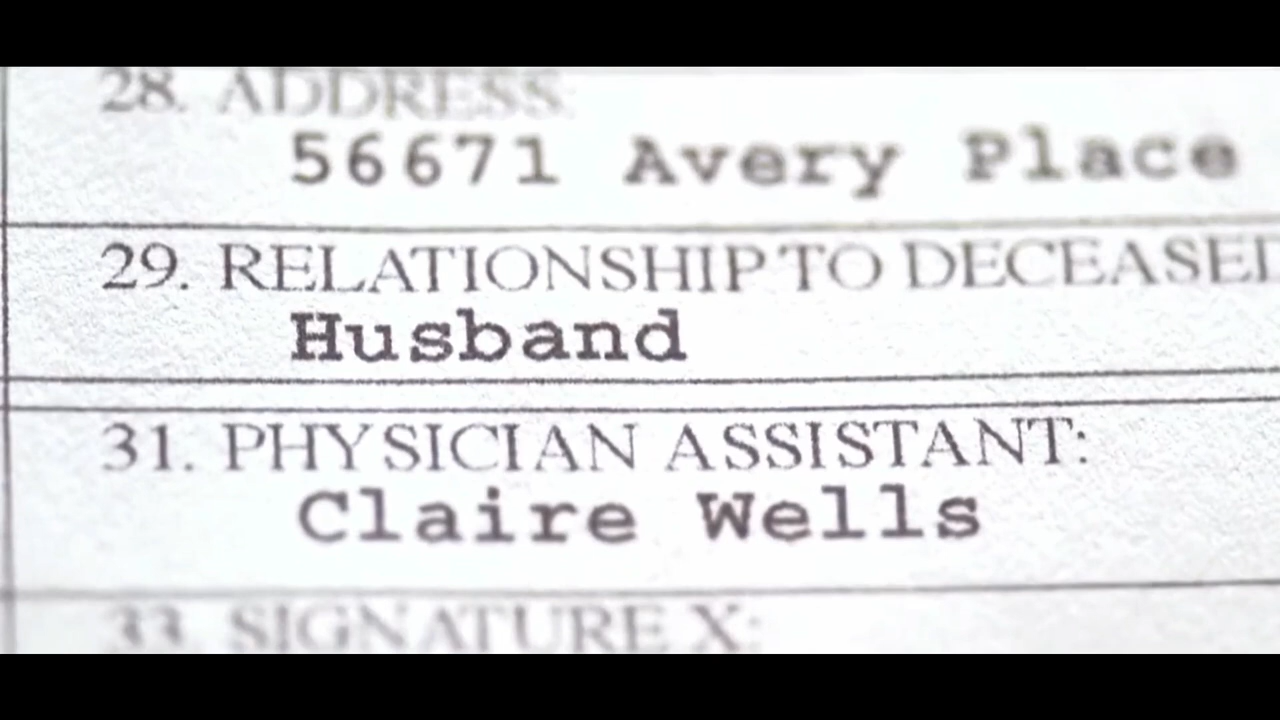 28. ADDRESS:
56671 Avery Place
29. RELATIONSHIP TO DECEASED
Husband
31. PHYSICIAN ASSISTANT:
Claire Wells
33. SIGNATURE X: